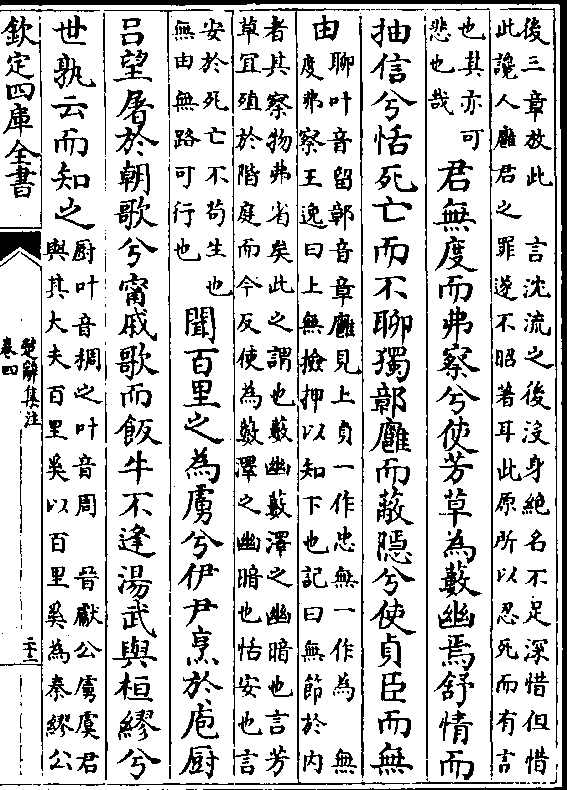 後三章放此　言沈流之後沒身絶名不足深惜但惜
此讒人廱君之罪遂不昭著耳此原所以忍死而有言
也其亦可
悲也哉
君無度而弗察兮使芳草為藪幽焉舒情而
抽信兮恬死亡而不聊獨鄣廱而蔽隠兮使貞臣而無
由
聊叶音留鄣音章廱見上貞一作忠無一作為　無
度弗察王逸曰上無撿押以知下也記曰無節於内
者其察物弗省矣此之謂也藪幽藪澤之幽暗也言芳
草宜殖於階庭而今反使為藪澤之幽暗也恬安也言
安於死亡不苟生也
無由無路可行也
聞百里之為虜兮伊尹烹於庖厨
吕望屠於朝歌兮甯戚歌而飯牛不逢湯武與桓繆兮
世孰云而知之
厨叶音稠之叶音周　晉獻公虜虞君
與其大夫百里奚以百里奚為秦繆公
欽定四庫全書
楚辭集注
卷四